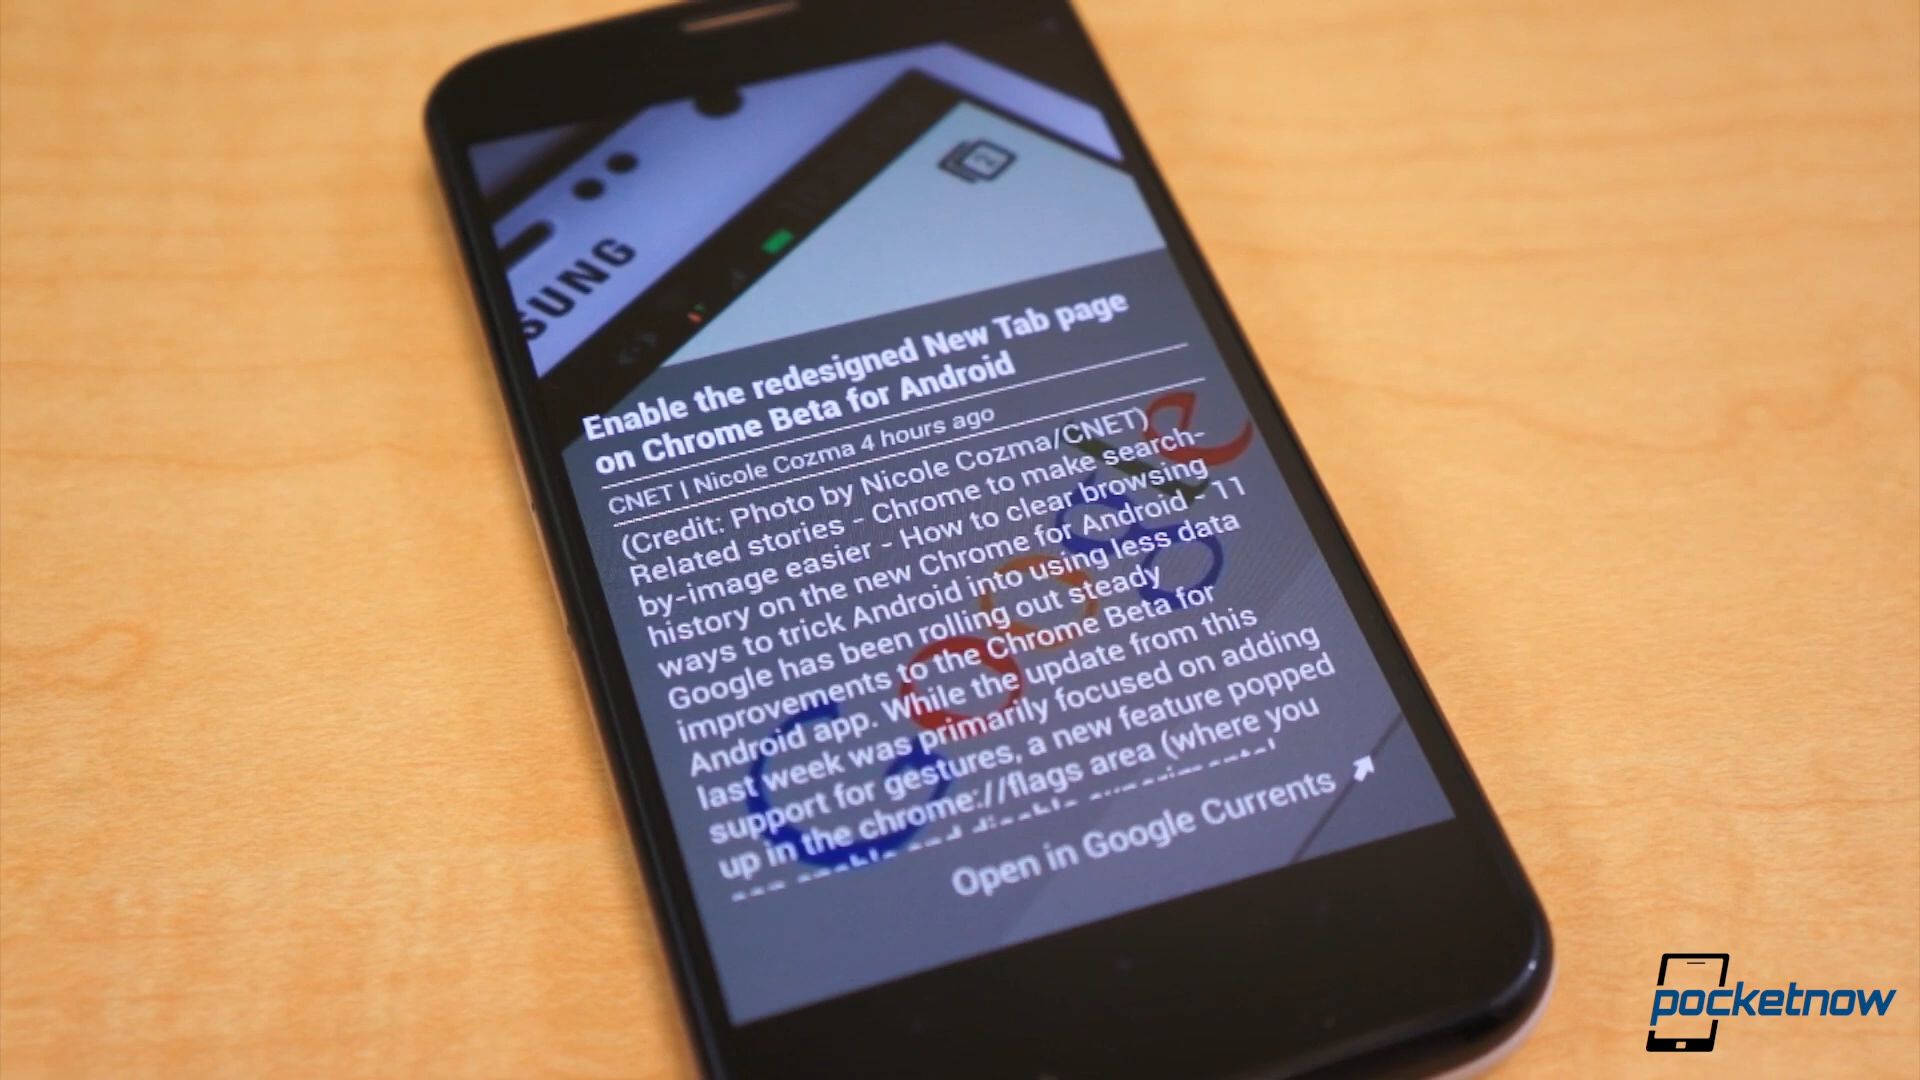 SUNG
2
Enable the redesigned New Tab page
on Chrome Beta for Android
CNET | Nicole Cozma 4 hours ago
(Credit: Photo by Nicole Cozma/CNET)
Related stories - Chrome to make search-
by-image easier - How to clear browsing
history on the new Chrome for Android - 11
ways to trick Android into using less data
Google has been rolling out steady
improvements to the Chrome Beta for
Android app. While the update from this
last week was primarily focused on adding
support for gestures, a new feature popped
up in the chrome://flags area (where you
Google
Open in Google Currents
pocketnow